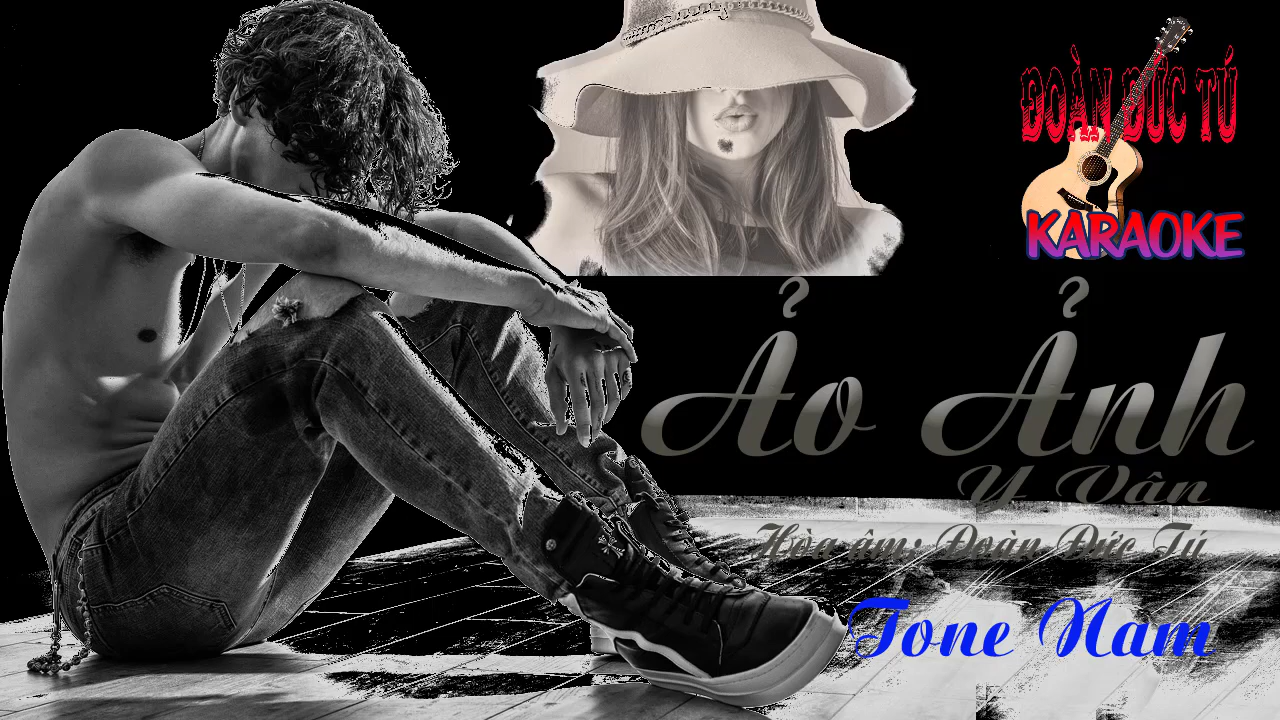 ĐOÀN ĐỨC TÚ
KARAOKE
Ảo Ảnh
Y Vân
Hòa âm: Đoàn Đức Tú
Tone Nam